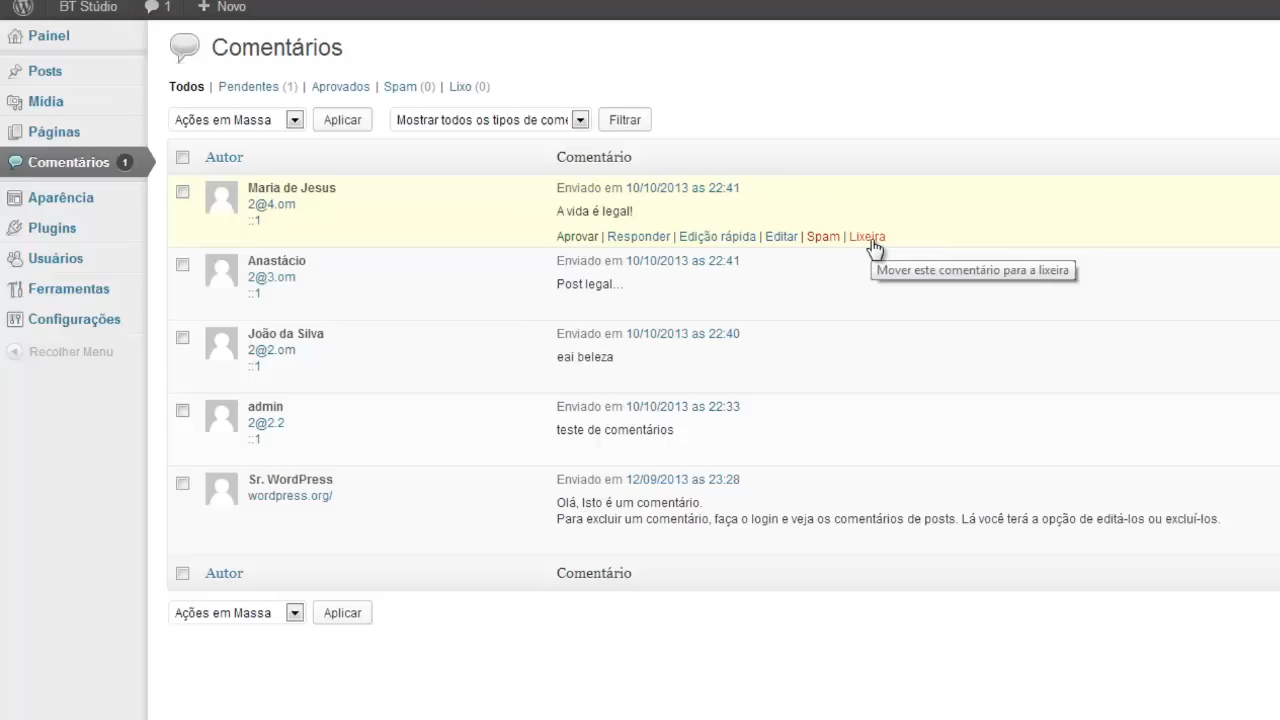 BT Stúdio 1 + Novo
Painel
Posts
Mídia
Páginas
Comentários 1
Aparência
Plugins
Usuários
Ferramentas
Configurações
Recolher Menu
Comentários
Todos | Pendentes (1) | Aprovados | Spam (0) | Lixo (0)
Ações em Massa Aplicar Mostrar todos os tipos de come Filtrar
Autor Comentário
Maria de Jesus
2@4.om
::1
Enviado em 10/10/2013 as 22:41
A vida é legal!
Aprovar | Responder | Edição rápida | Editar | Spam | Lixeira
Mover este comentário para a lixeira
Anastácio
2@3.om
::1
Enviado em 10/10/2013 as 22:41
Post legal...
João da Silva
2@2.om
::1
Enviado em 10/10/2013 as 22:40
eai beleza
admin
2@2.2
::1
Enviado em 10/10/2013 as 22:33
teste de comentários
Sr. WordPress
wordpress.org/
Enviado em 12/09/2013 as 23:28
Olá, Isto é um comentário.
Para excluir um comentário, faça o login e veja os comentários de posts. Lá você terá a opção de editá-los ou excluí-los.
Autor Comentário
Ações em Massa Aplicar